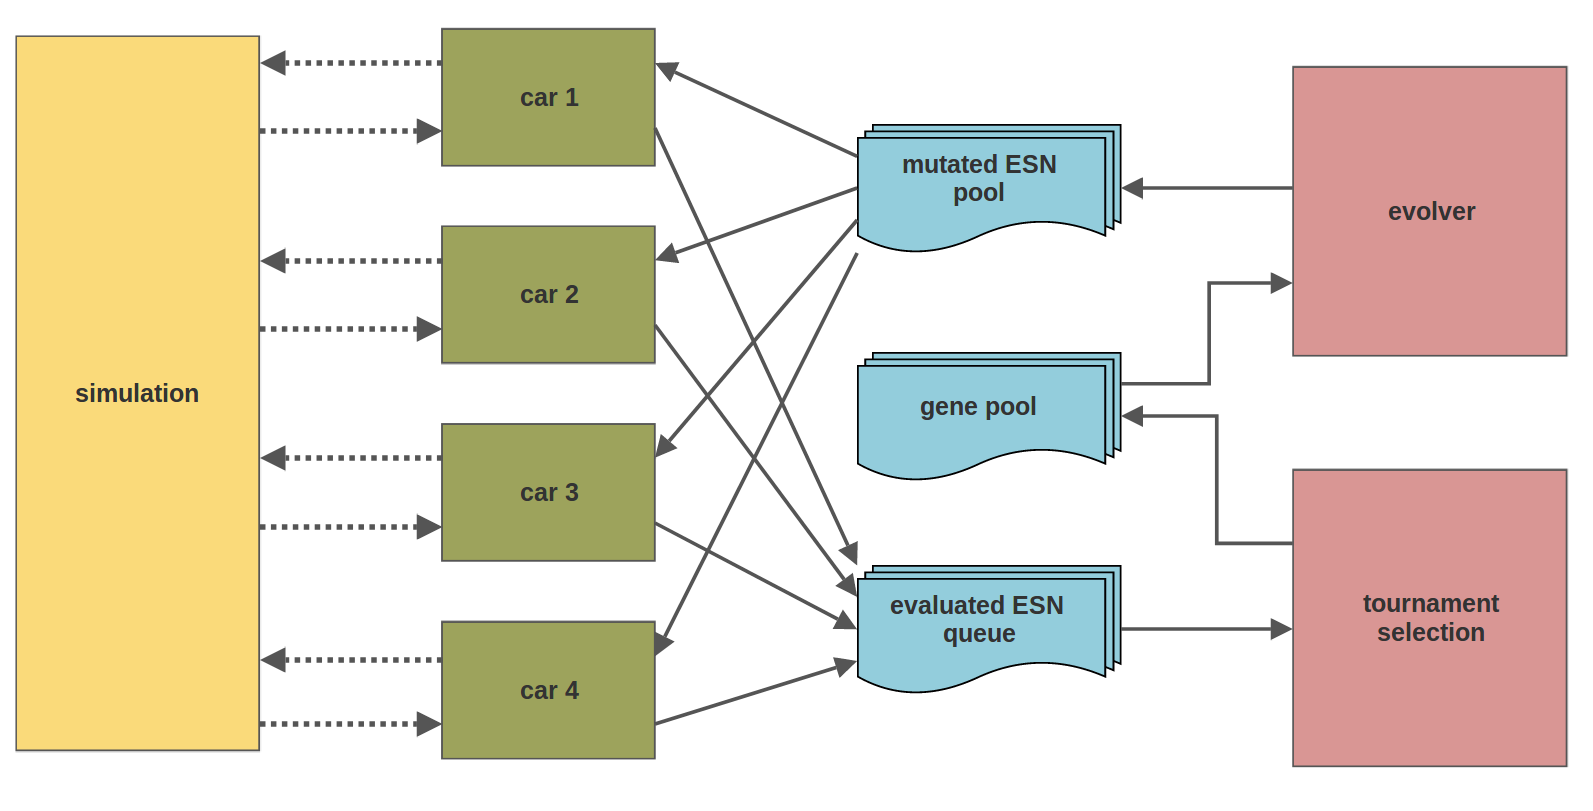 simulation
car 1
car 2
car 3
car 4
mutated ESN
pool
gene pool
evaluated ESN
queue
evolver
tournament
selection